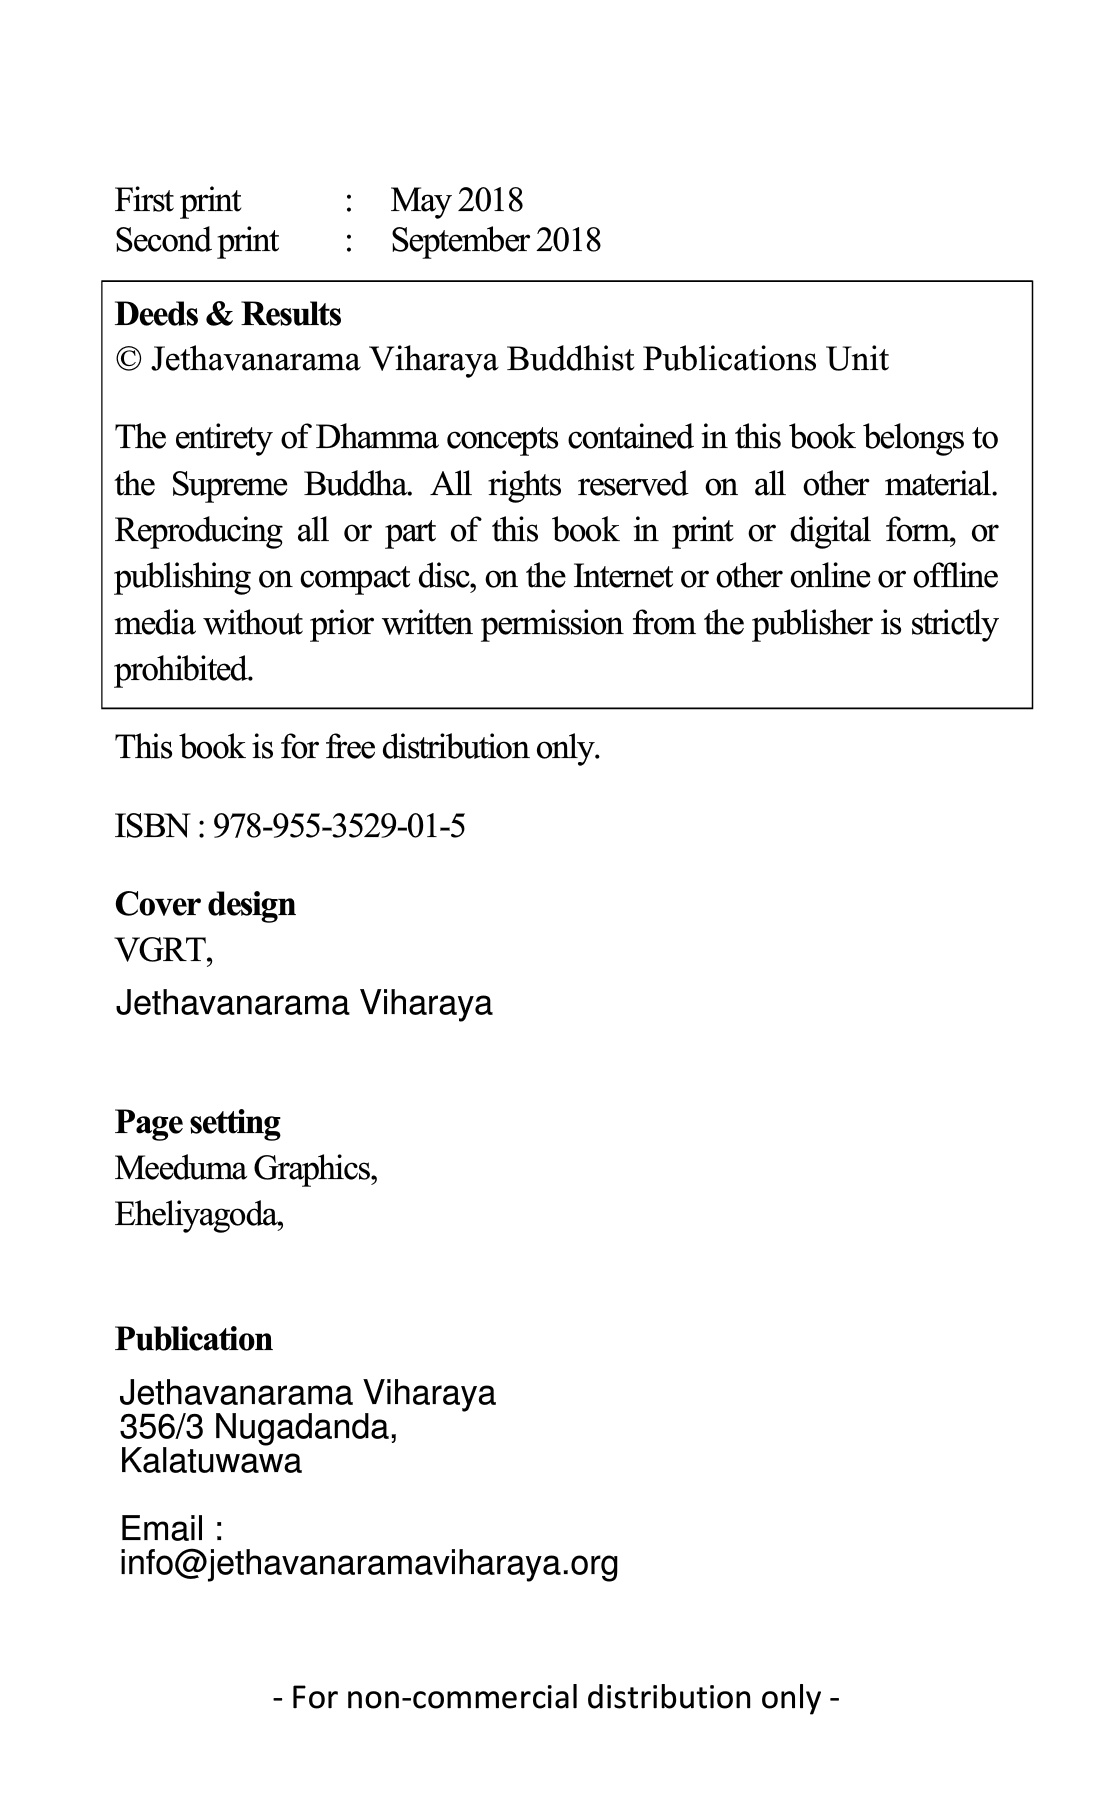 First print : May 2018
Second print : September 2018
Deeds & Results
© Jethavanarama Viharaya Buddhist Publications Unit
The entirety of Dhamma concepts contained in this book belongs to
the Supreme Buddha. All rights reserved on all other material.
Reproducing all or part of this book in print or digital form, or
publishing on compact disc, on the Internet or other online or offline
media without prior written permission from the publisher is strictly
prohibited.
This book is for free distribution only.
ISBN : 978-955-3529-01-5
Cover design
VGRT,
Jethavanarama Viharaya
Page setting
Meeduma Graphics,
Eheliyagoda,
Publication
Jethavanarama Viharaya
356/3 Nugadanda,
Kalatuwawa
Email :
info@jethavanaramaviharaya.org
- For non-commercial distribution only -